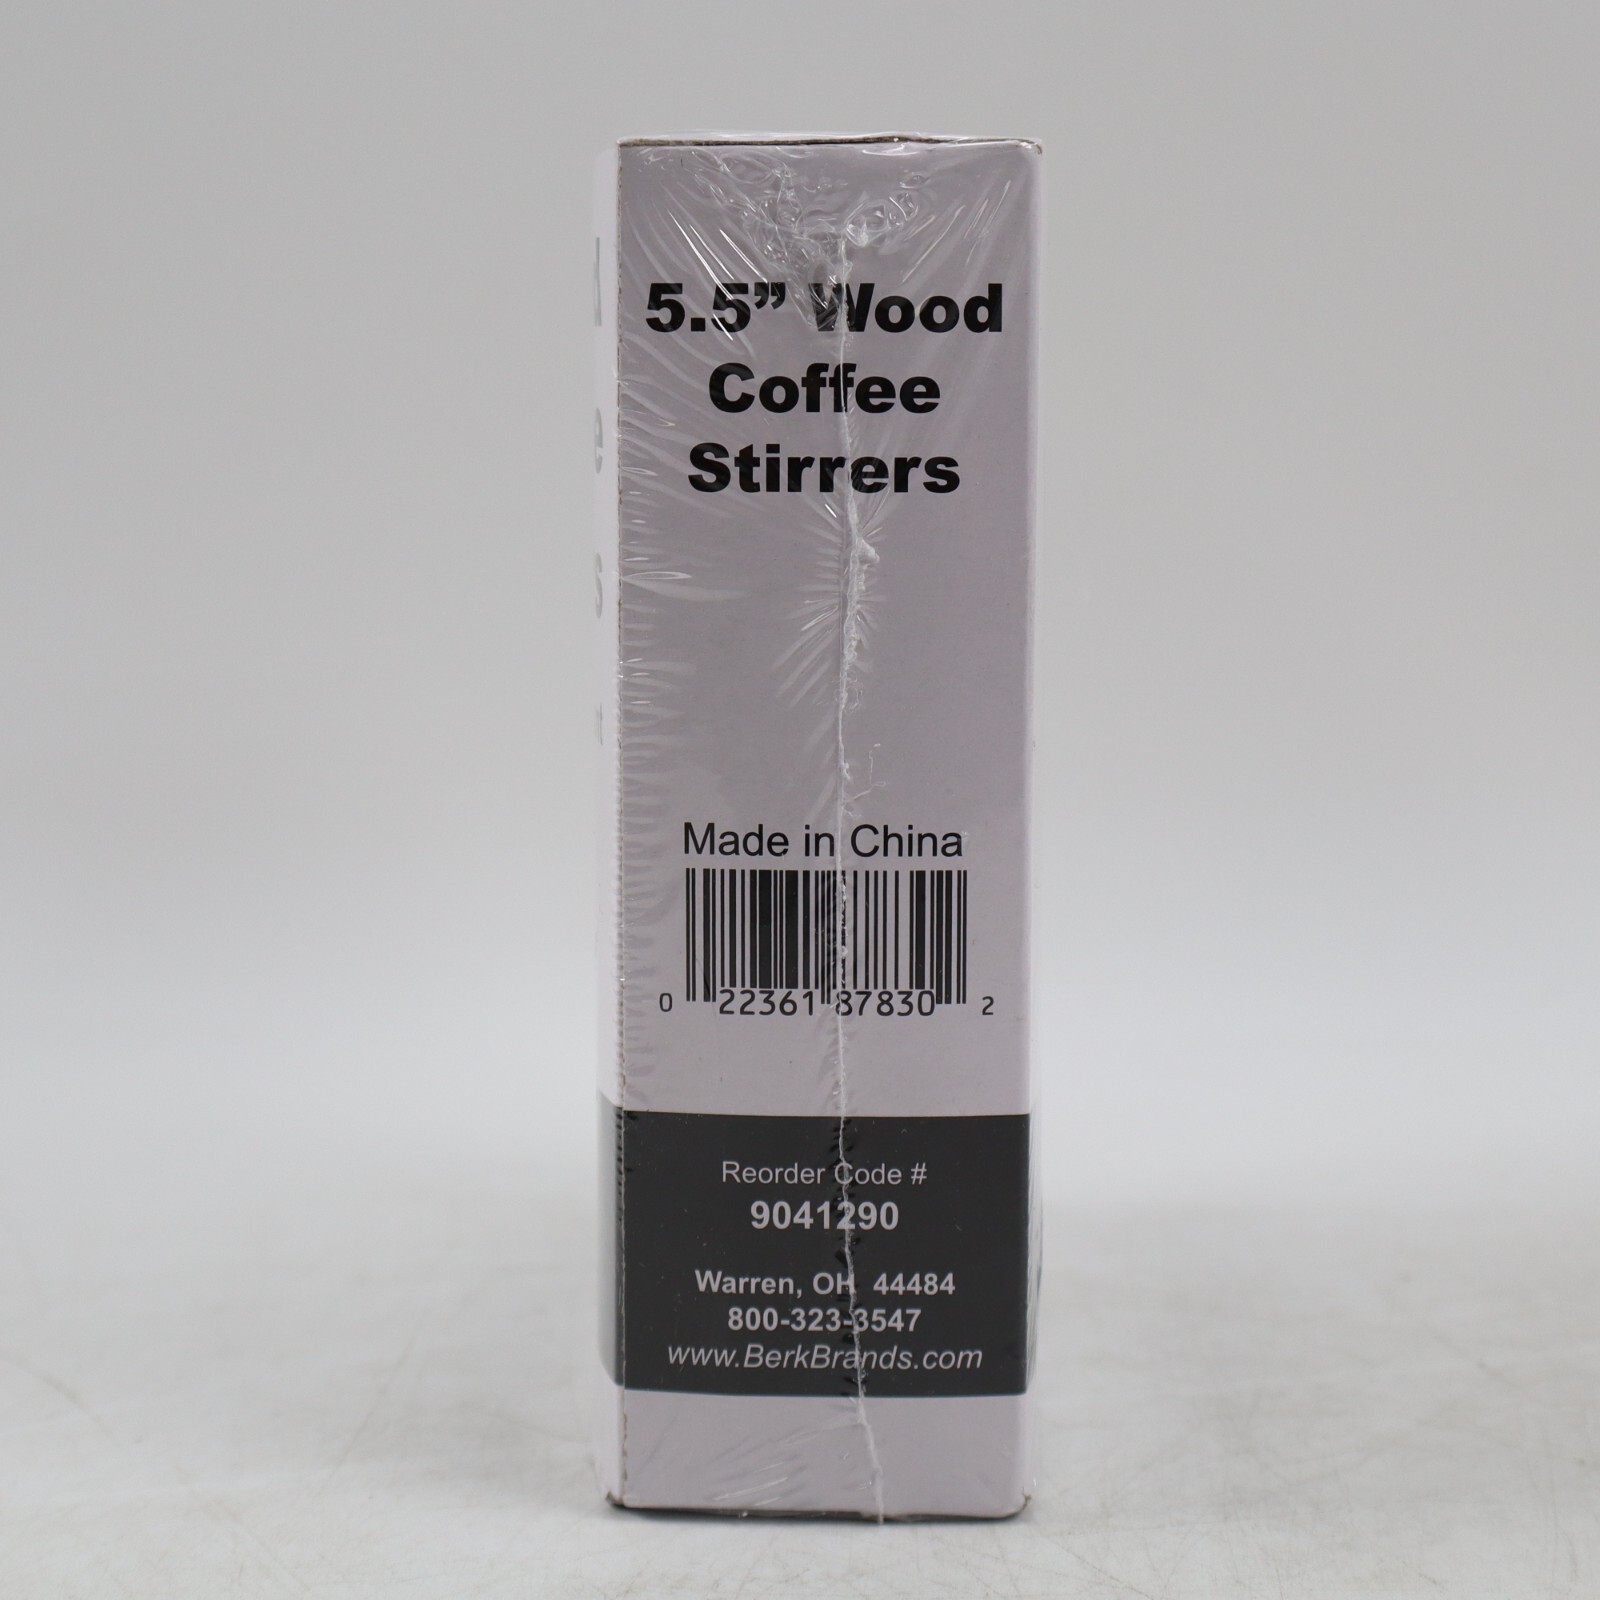 5.5” Wood
Coffee
Stirrers
Made in China
0 22361 87830 2
Reorder Code #
9041290
Warren, OH 44484
800-323-3547
www.BerkBrands.com